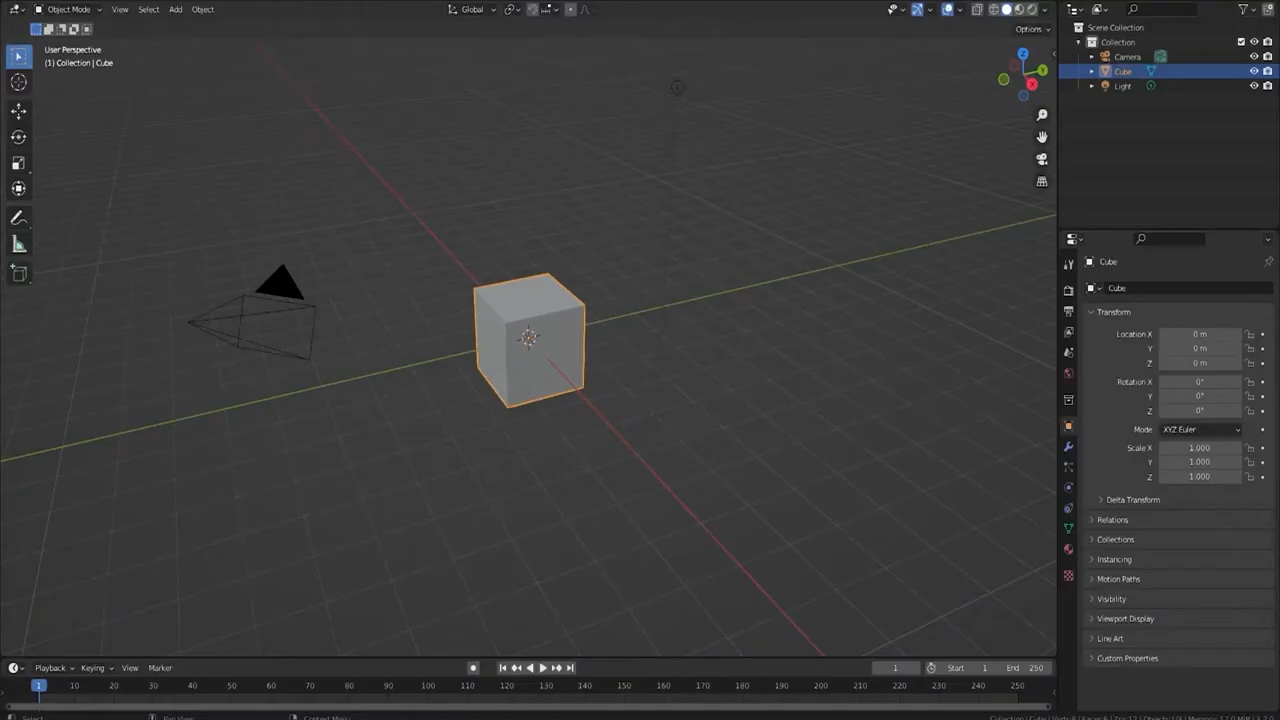 Object Mode View Select Add Object Global
Options
User Perspective
(1) Collection | Cube
Z
Y
X
Scene Collection
Collection
Camera
Cube
Light
Cube
Cube
Transform
Location X 0 m
Y 0 m
Z 0 m
Rotation X 0°
Y 0°
Z 0°
Mode XYZ Euler
Scale X 1.000
Y 1.000
Z 1.000
Delta Transform
Relations
Collections
Instancing
Motion Paths
Visibility
Viewport Display
Line Art
Custom Properties
Playback Keying View Marker 1 Start 1 End 250
1 10 20 30 40 50 60 70 80 90 100 110 120 130 140 150 160 170 180 190 200 210 220 230 240 250